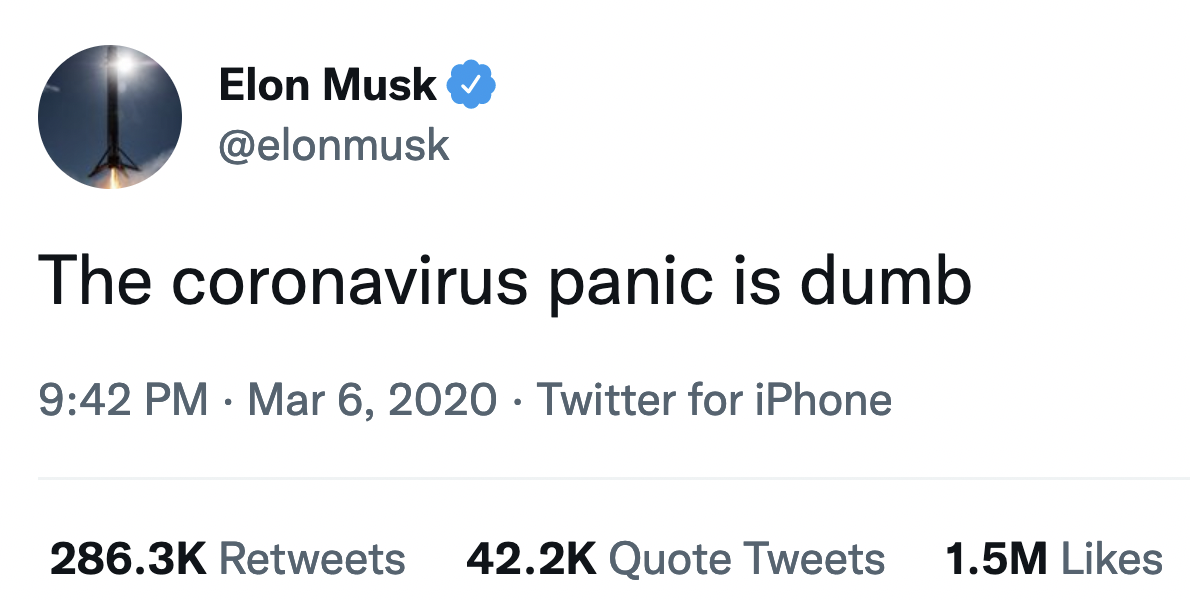 Elon Musk
@elonmusk
The coronavirus panic is dumb
9:42 PM · Mar 6, 2020 · Twitter for iPhone
286.3K Retweets 42.2K Quote Tweets 1.5M Likes